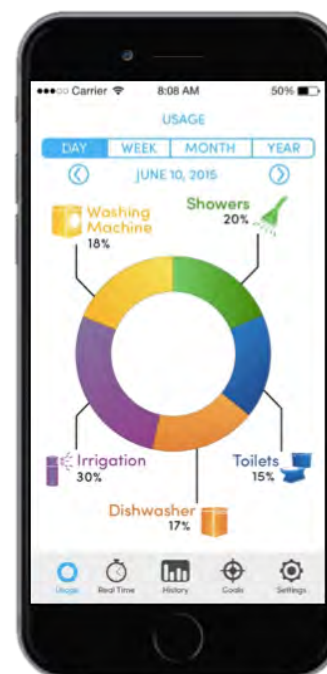 Carrier 8:08 AM 50%
USAGE
DAY WEEK MONTH YEAR
JUNE 10, 2015
Washing
Machine
18%
Showers
20%
Irrigation
30%
Toilets
15%
Dishwasher
17%
Usage Real Time History Goals Settings